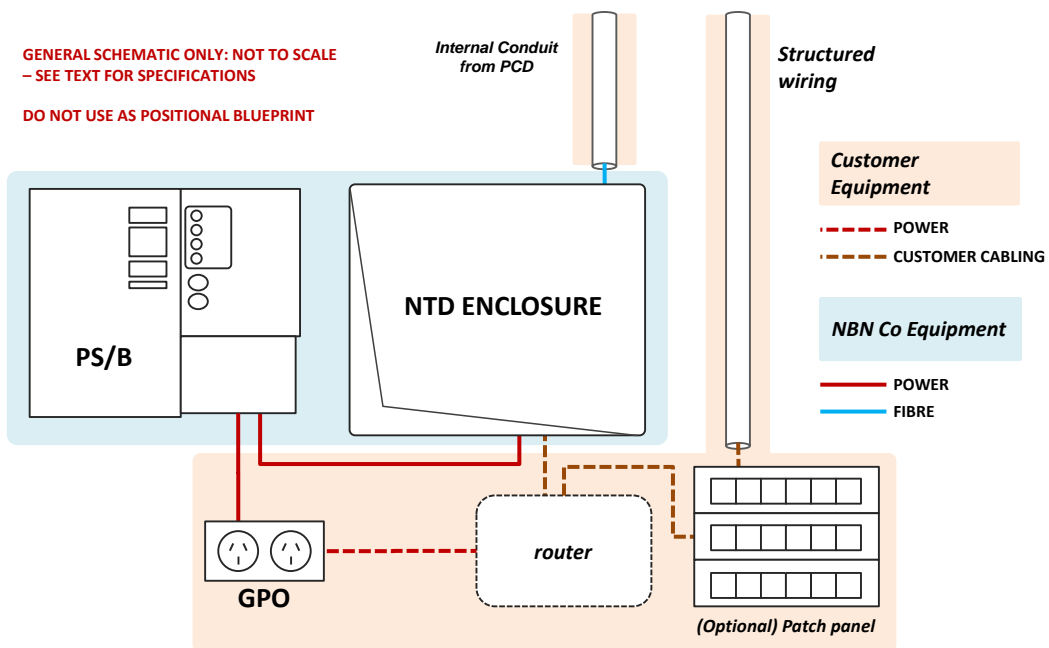 GENERAL SCHEMATIC ONLY: NOT TO SCALE
– SEE TEXT FOR SPECIFICATIONS
DO NOT USE AS POSITIONAL BLUEPRINT
Internal Conduit
from PCD
Structured
wiring
Customer
Equipment
POWER
CUSTOMER CABLING
NBN Co Equipment
POWER
FIBRE
PS/B
NTD ENCLOSURE
GPO
router
(Optional) Patch panel